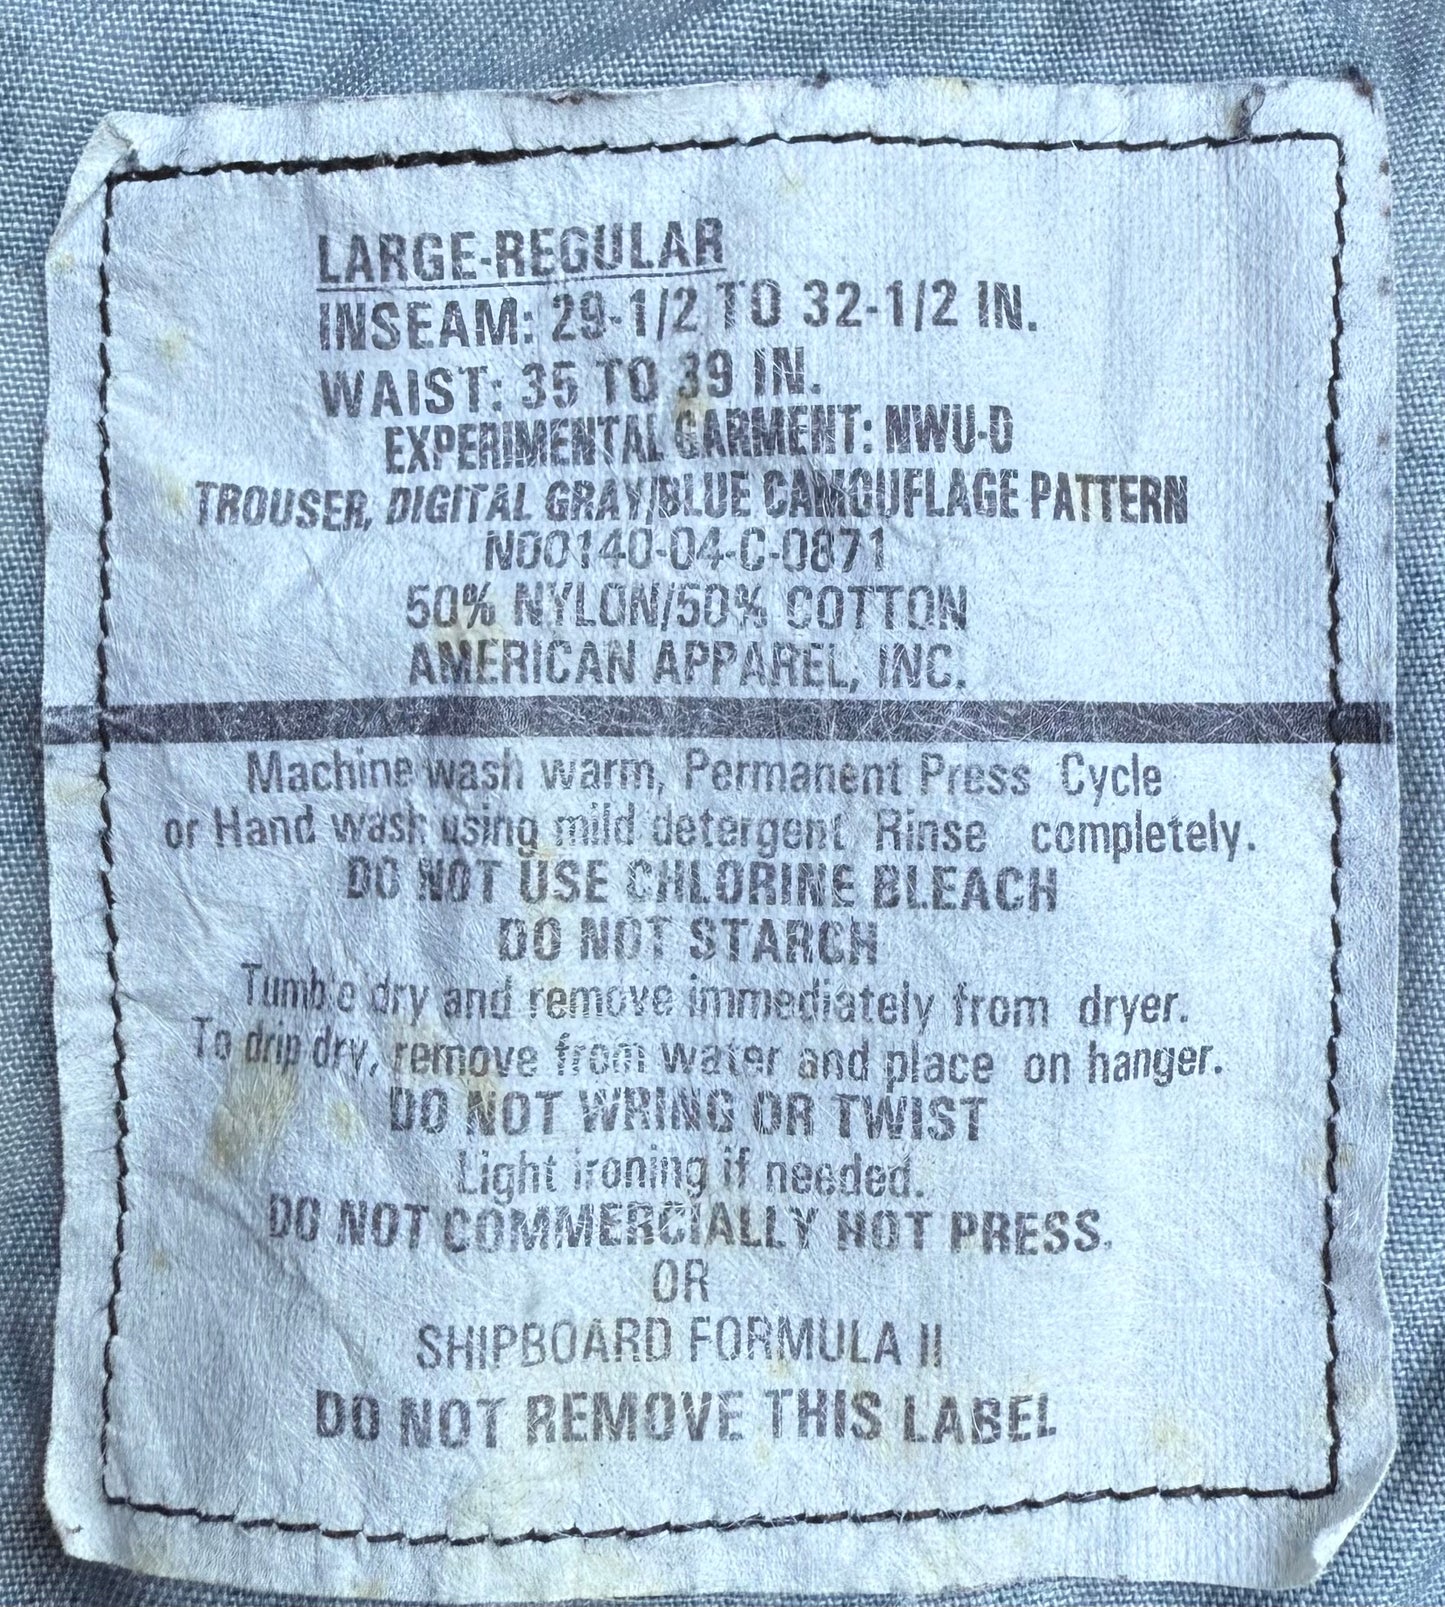 LARGE-REGULAR
INSEAM: 29-1/2 TO 32-1/2 IN.
WAIST: 35 TO 39 IN.
EXPERIMENTAL GARMENT: NWU-D
TROUSER, DIGITAL GRAY/BLUE CAMOUFLAGE PATTERN
N00140-04-C-0871
50% NYLON/50% COTTON
AMERICAN APPAREL, INC.
Machine wash warm, Permanent Press Cycle
or Hand wash using mild detergent Rinse completely.
DO NOT USE CHLORINE BLEACH
DO NOT STARCH
Tumble dry and remove immediately from dryer.
To drip dry, remove from water and place on hanger.
DO NOT WRING OR TWIST
Light ironing if needed.
DO NOT COMMERCIALLY HOT PRESS.
OR
SHIPBOARD FORMULA II
DO NOT REMOVE THIS LABEL